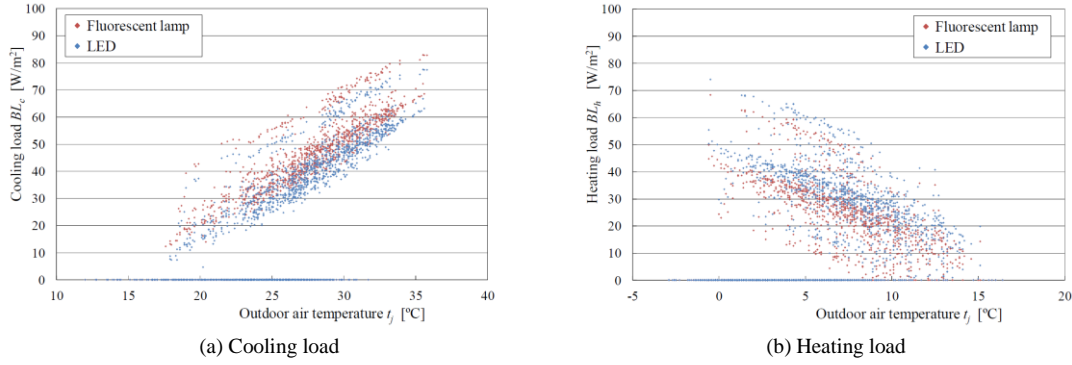 100
90
80
70
60
50
40
30
20
10
0
Cooling load BLc [W/m²]
Fluorescent lamp
LED
10 15 20 25 30 35 40
Outdoor air temperature tj [ºC]
(a) Cooling load
100
90
80
70
60
50
40
30
20
10
0
Heating load BLh [W/m²]
Fluorescent lamp
LED
-5 0 5 10 15 20
Outdoor air temperature tj [ºC]
(b) Heating load